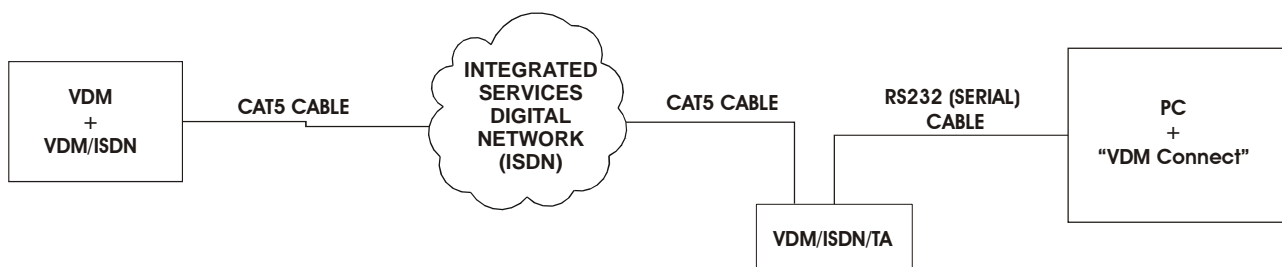 VDM
+
VDM/ISDN
CAT5 CABLE
INTEGRATED
SERVICES
DIGITAL
NETWORK
(ISDN)
CAT5 CABLE
RS232 (SERIAL)
CABLE
PC
+
“VDM Connect”
VDM/ISDN/TA